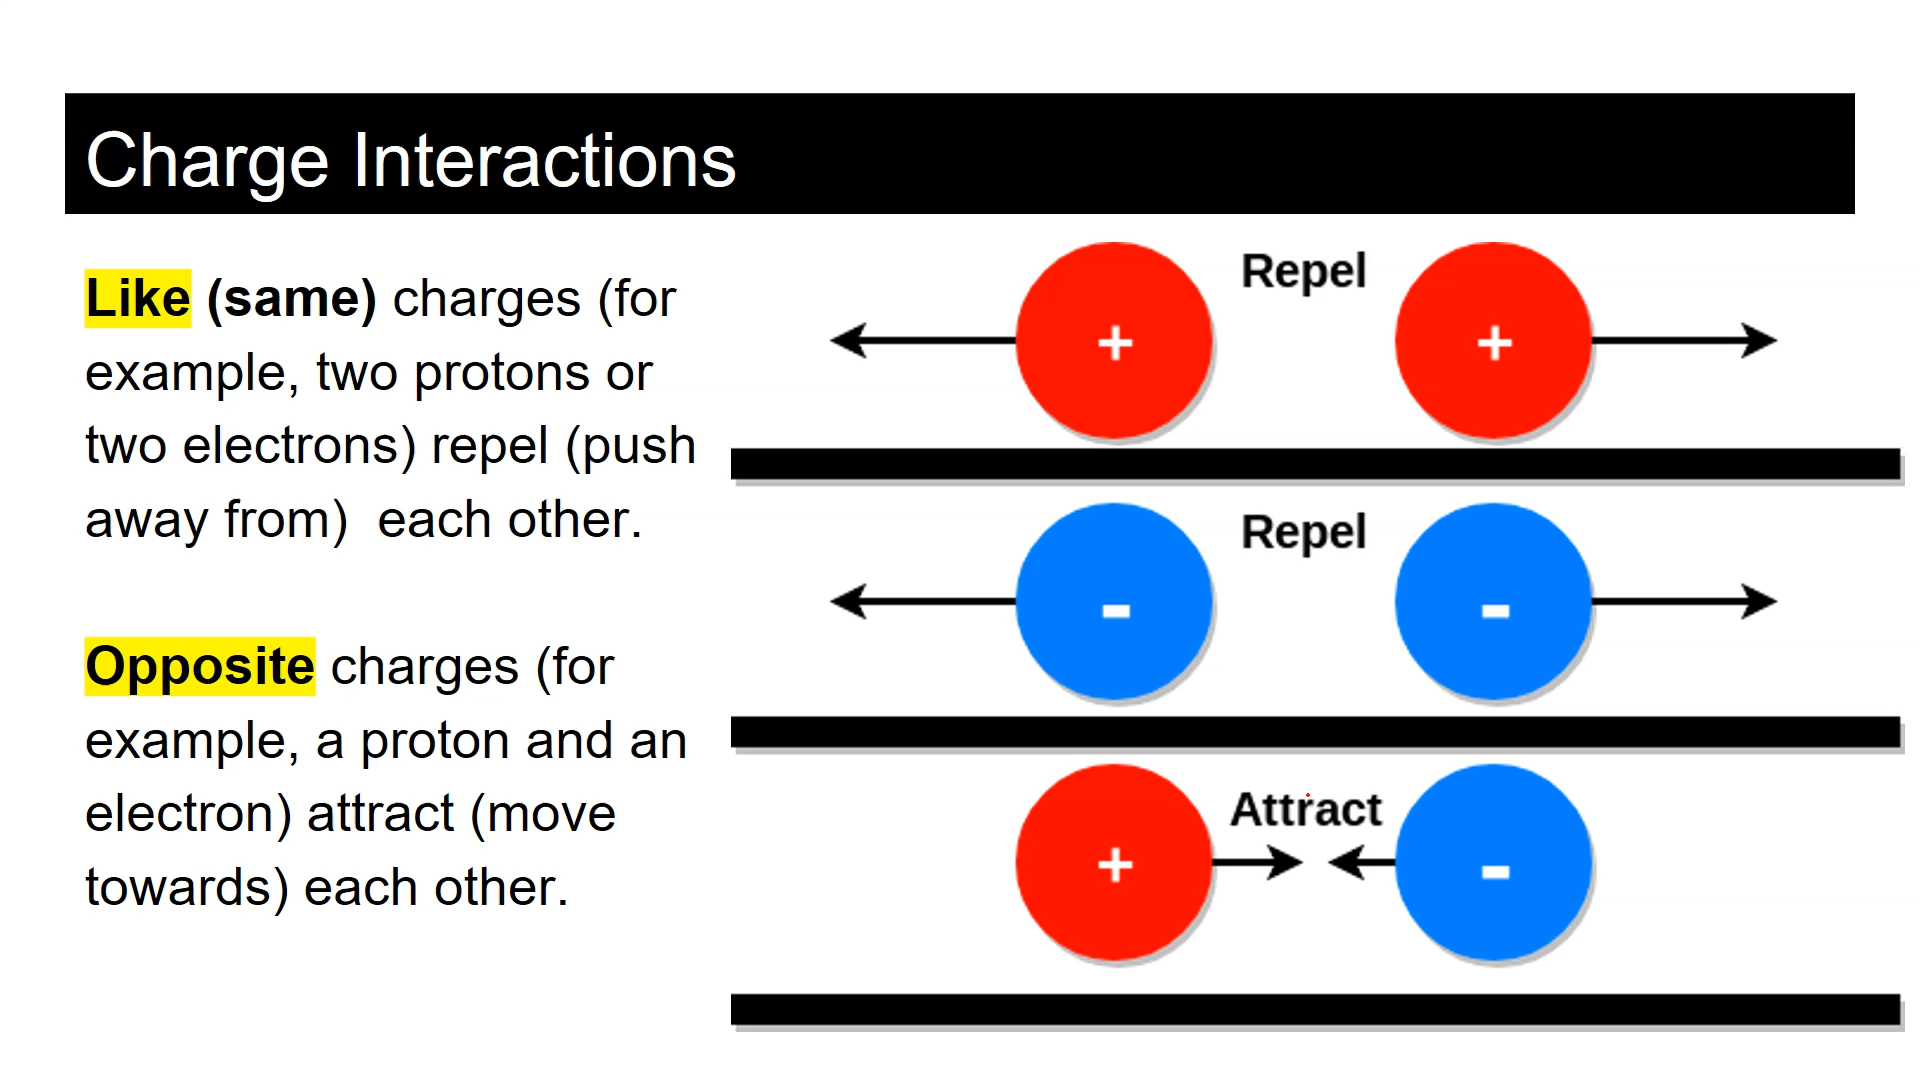 Charge Interactions
Like (same) charges (for
example, two protons or
two electrons) repel (push
away from)  each other.
Opposite charges (for
example, a proton and an
electron) attract (move
towards) each other.
Repel
+ +
Repel
- -
Attract
+ -